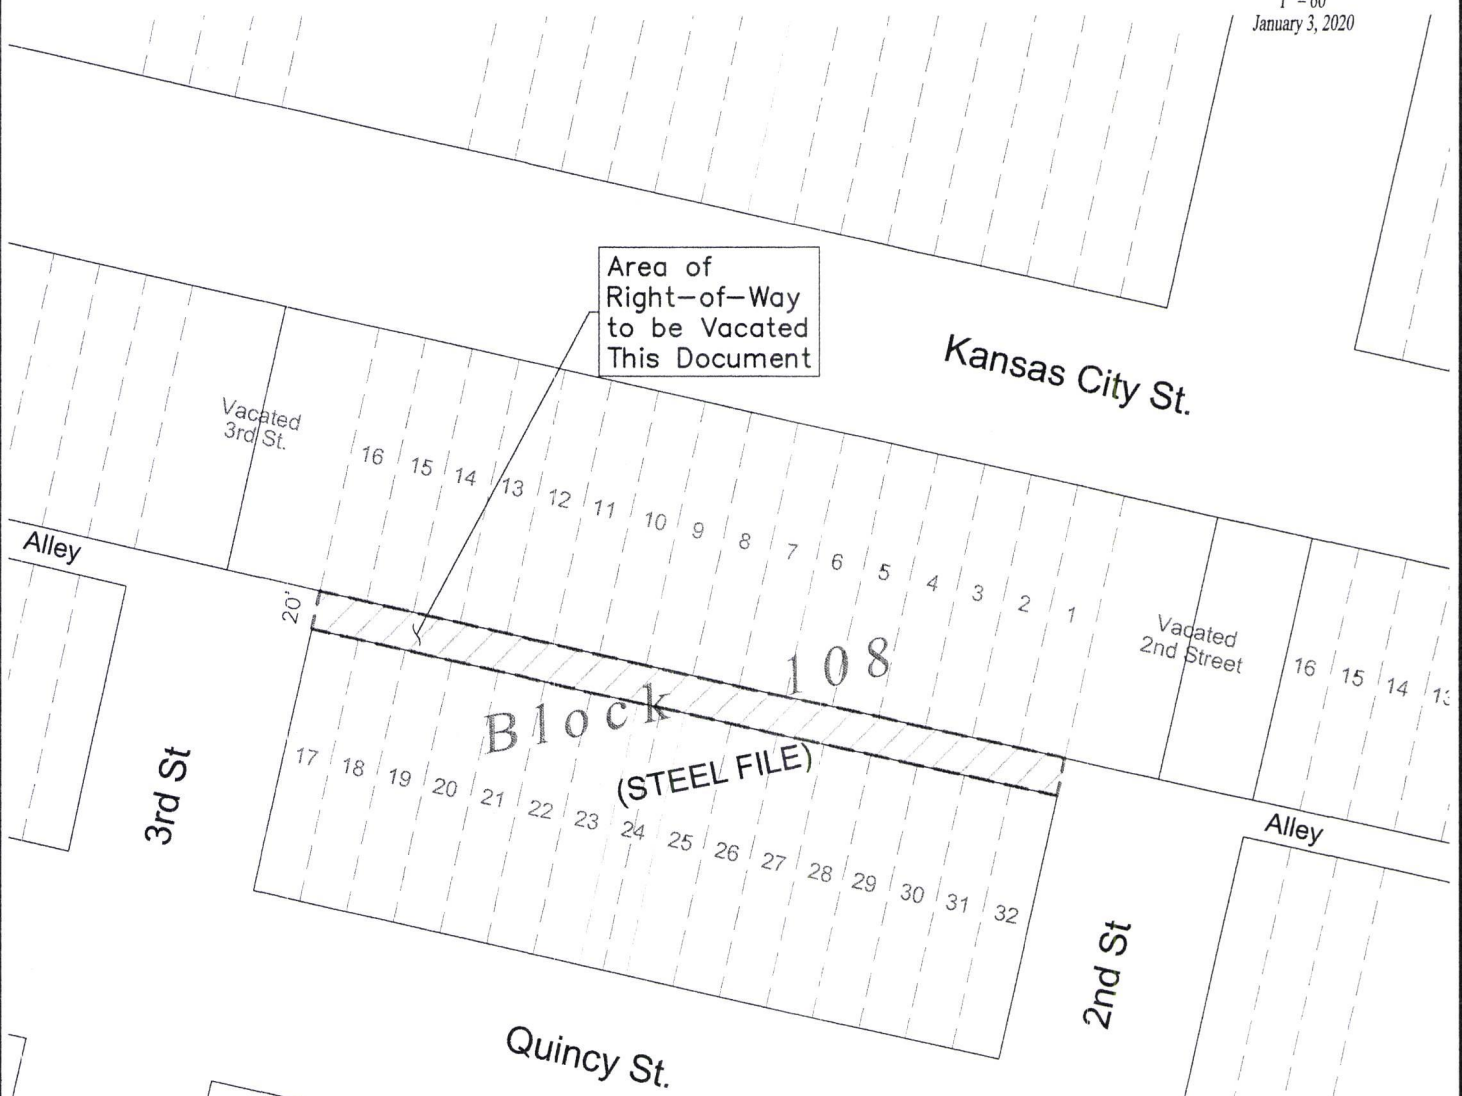 January 3, 2020
Area of
Right-of-Way
to be Vacated
This Document
Kansas City St.
Vacated
3rd St.
16 15 14 13 12 11 10 9 8 7 6 5 4 3 2 1
Alley
20'
Vacated
2nd Street
16 15 14
Block 108
(STEEL FILE)
17 18 19 20 21 22 23 24 25 26 27 28 29 30 31 32
Alley
3rd St
2nd St
Quincy St.